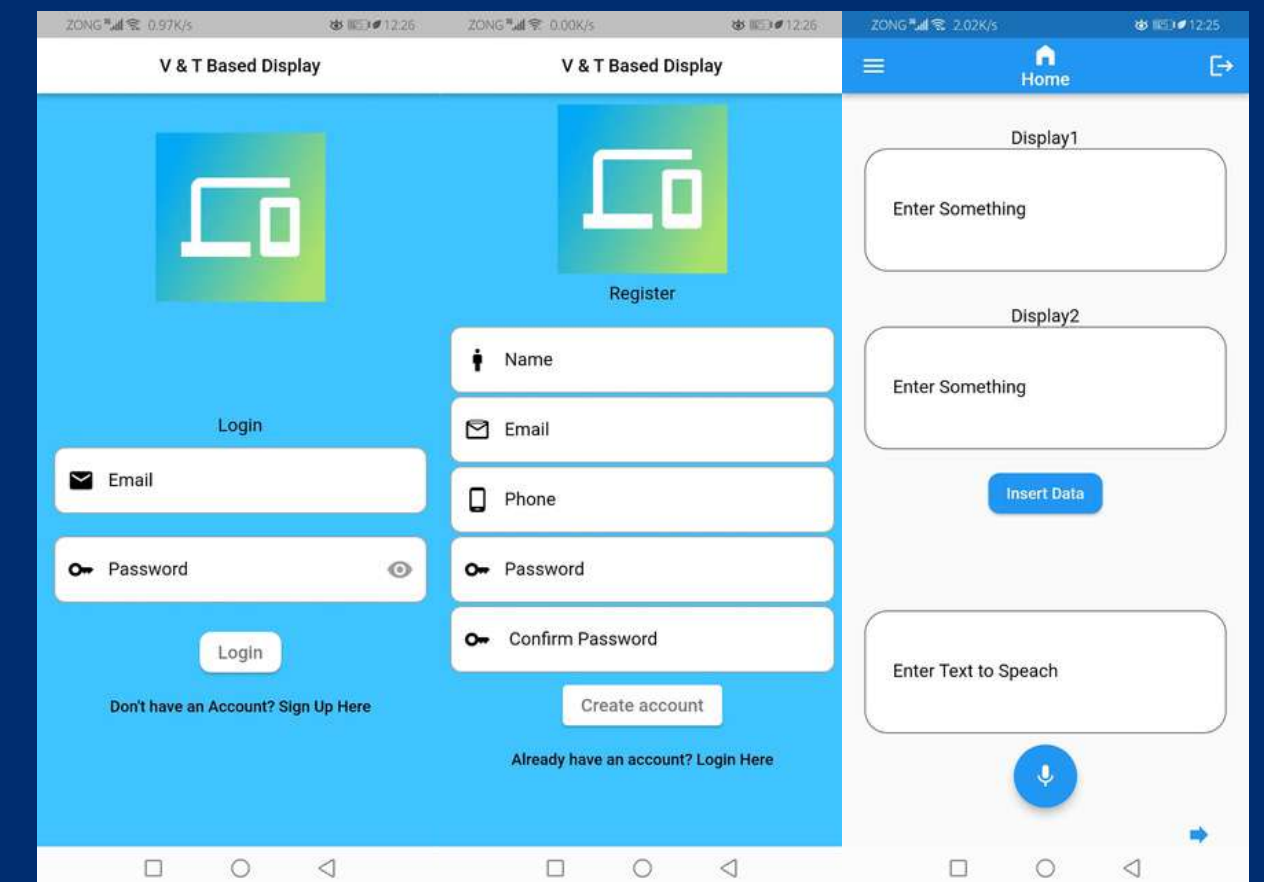 ZONG 0.97K/s 12:26
V & T Based Display
Login
Email
Password
Login
Don't have an Account? Sign Up Here
ZONG 0.00K/s 12:26
V & T Based Display
Register
Name
Email
Phone
Password
Confirm Password
Create account
Already have an account? Login Here
ZONG 2.02K/s 12:25
Home
Display1
Enter Something
Display2
Enter Something
Insert Data
Enter Text to Speach